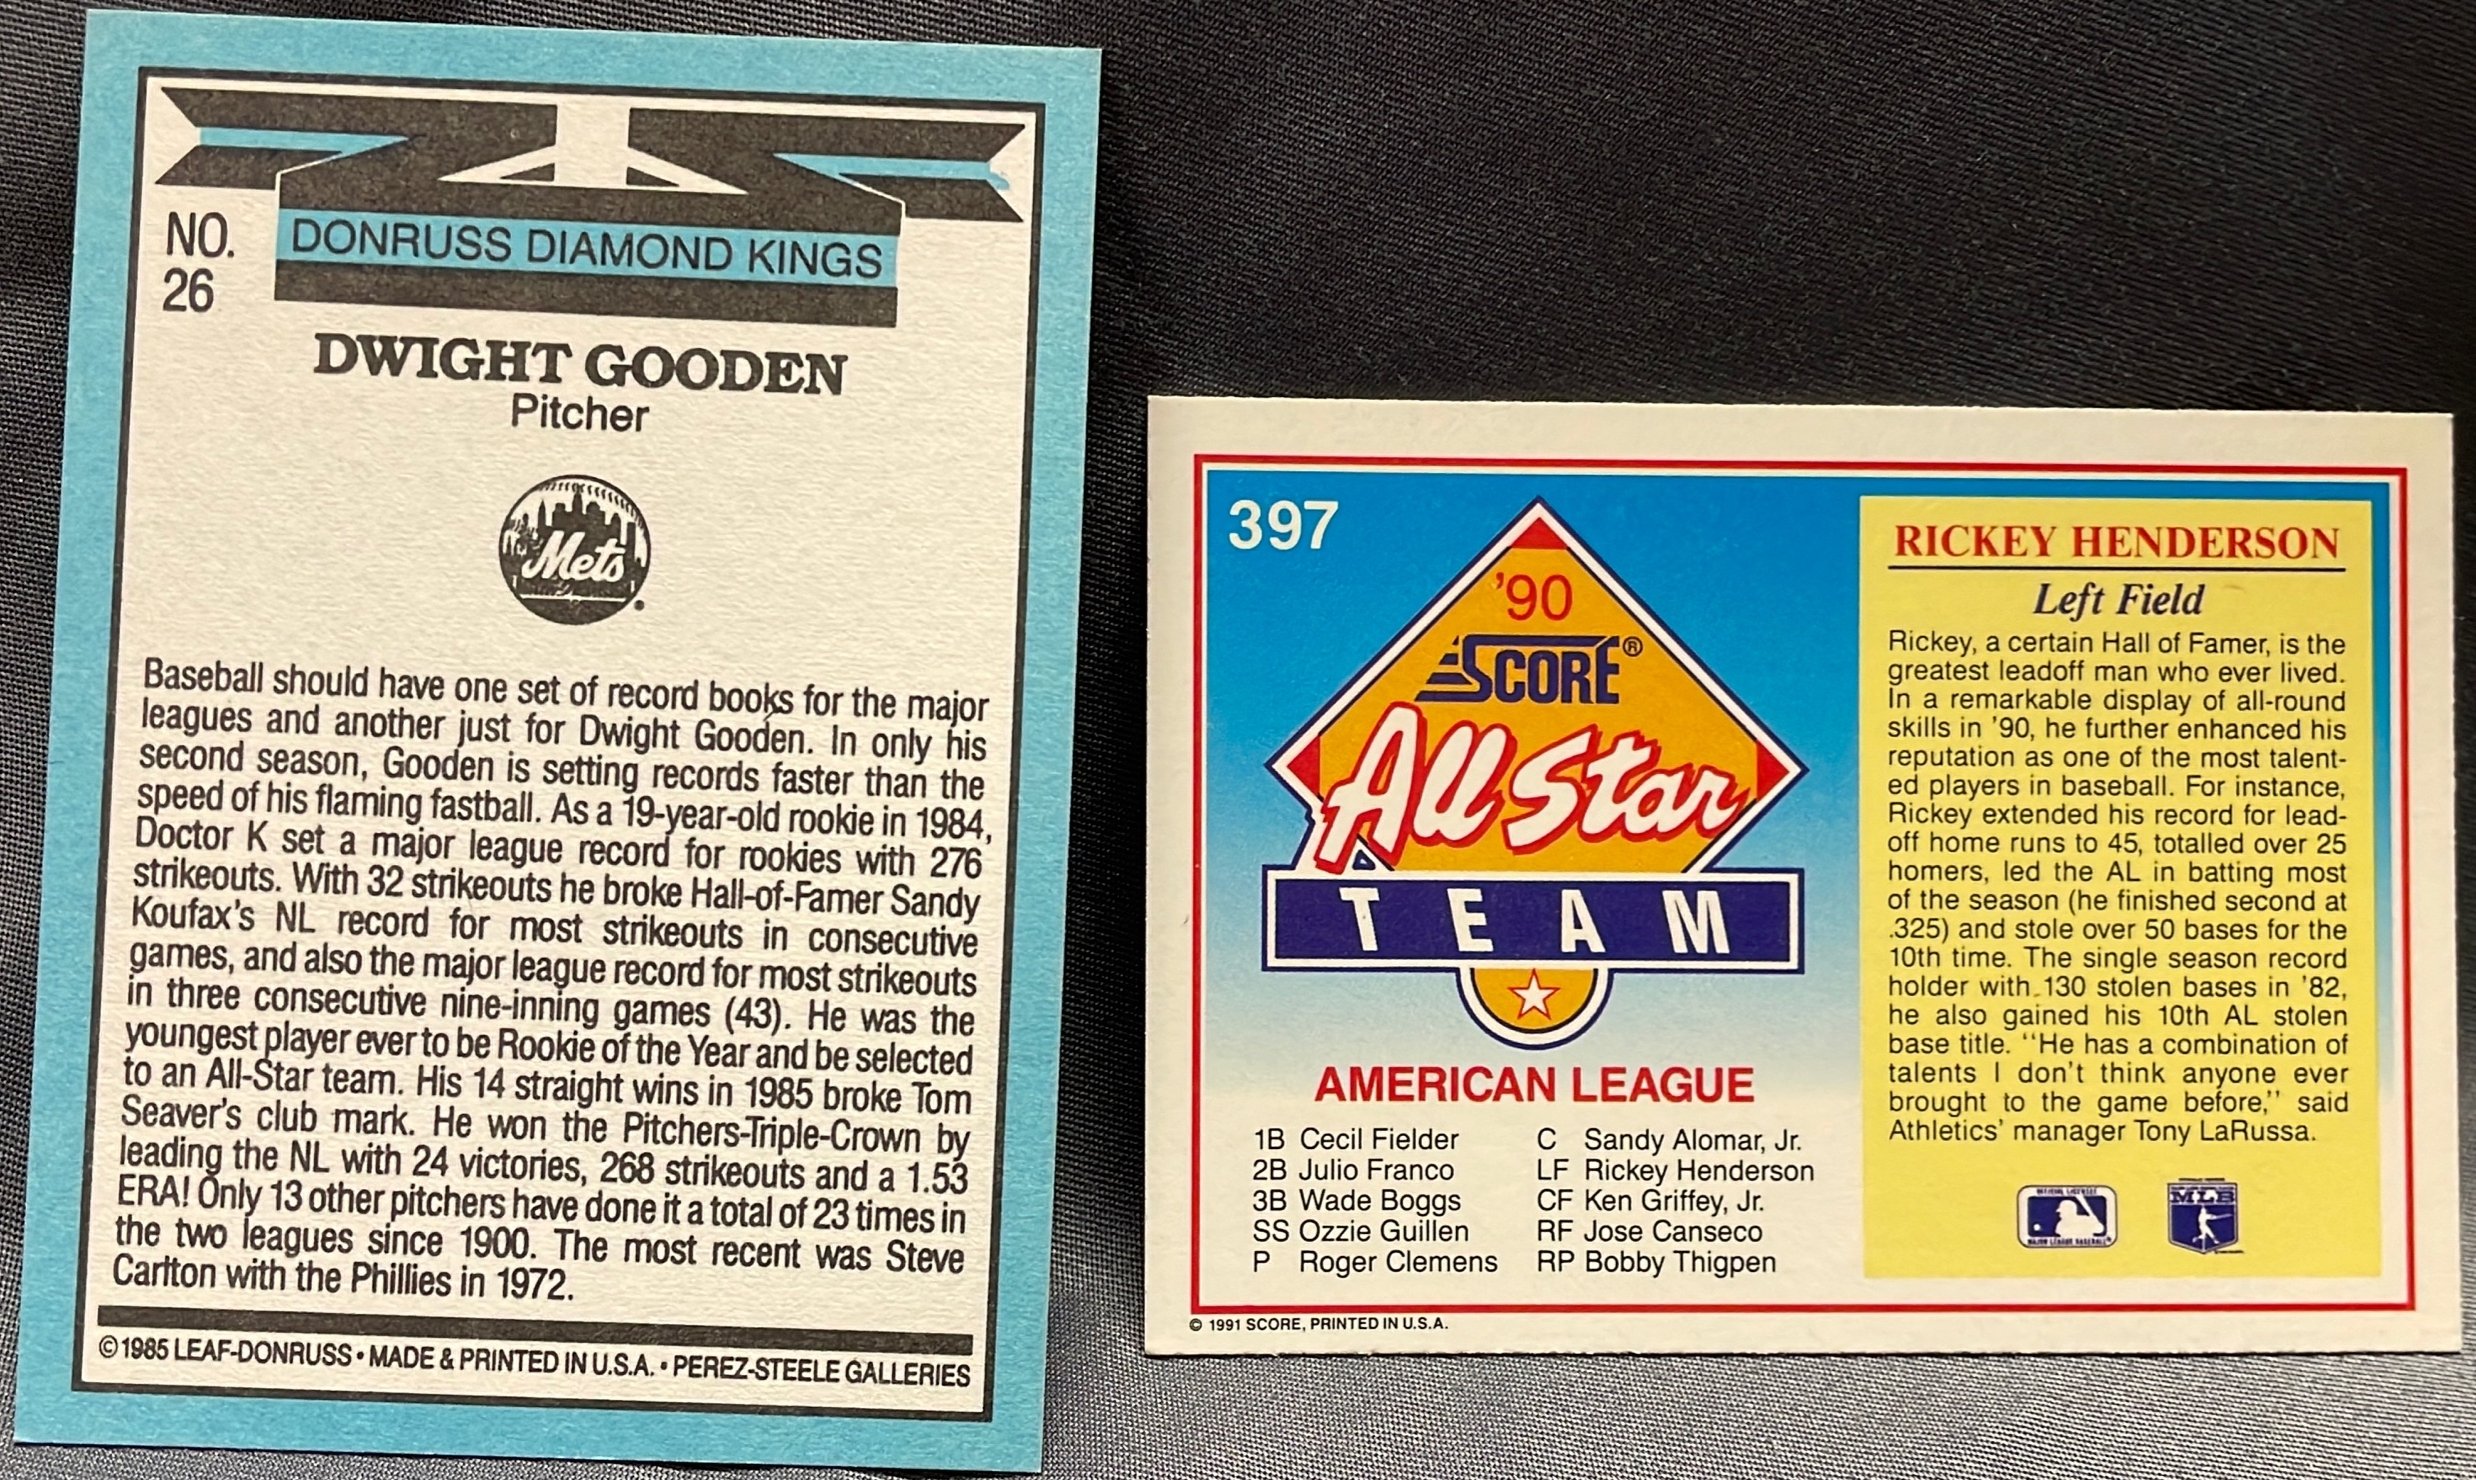 NO.
26
DONRUSS DIAMOND KINGS
DWIGHT GOODEN
Pitcher
Mets
Baseball should have one set of record books for the major
leagues and another just for Dwight Gooden. In only his
second season, Gooden is setting records faster than the
speed of his flaming fastball. As a 19-year-old rookie in 1984,
Doctor K set a major league record for rookies with 276
strikeouts. With 32 strikeouts he broke Hall-of-Famer Sandy
Koufax's NL record for most strikeouts in consecutive
games, and also the major league record for most strikeouts
in three consecutive nine-inning games (43). He was the
youngest player ever to be Rookie of the Year and be selected
to an All-Star team. His 14 straight wins in 1985 broke Tom
Seaver's club mark. He won the Pitchers-Triple-Crown by
leading the NL with 24 victories, 268 strikeouts and a 1.53
ERA! Only 13 other pitchers have done it a total of 23 times in
the two leagues since 1900. The most recent was Steve
Carlton with the Phillies in 1972.
©1985 LEAF-DONRUSS • MADE & PRINTED IN U.S.A. • PEREZ-STEELE GALLERIES
397
'90
SCORE®
All Star
TEAM
AMERICAN LEAGUE
1B Cecil Fielder C Sandy Alomar, Jr.
2B Julio Franco LF Rickey Henderson
3B Wade Boggs CF Ken Griffey, Jr.
SS Ozzie Guillen RF Jose Canseco
P Roger Clemens RP Bobby Thigpen
© 1991 SCORE, PRINTED IN U.S.A.
RICKEY HENDERSON
Left Field
Rickey, a certain Hall of Famer, is the
greatest leadoff man who ever lived.
In a remarkable display of all-round
skills in '90, he further enhanced his
reputation as one of the most talent-
ed players in baseball. For instance,
Rickey extended his record for lead-
off home runs to 45, totalled over 25
homers, led the AL in batting most
of the season (he finished second at
.325) and stole over 50 bases for the
10th time. The single season record
holder with 130 stolen bases in '82,
he also gained his 10th AL stolen
base title. "He has a combination of
talents I don't think anyone ever
brought to the game before," said
Athletics' manager Tony LaRussa.
MAJOR LEAGUE BASEBALL
MLB